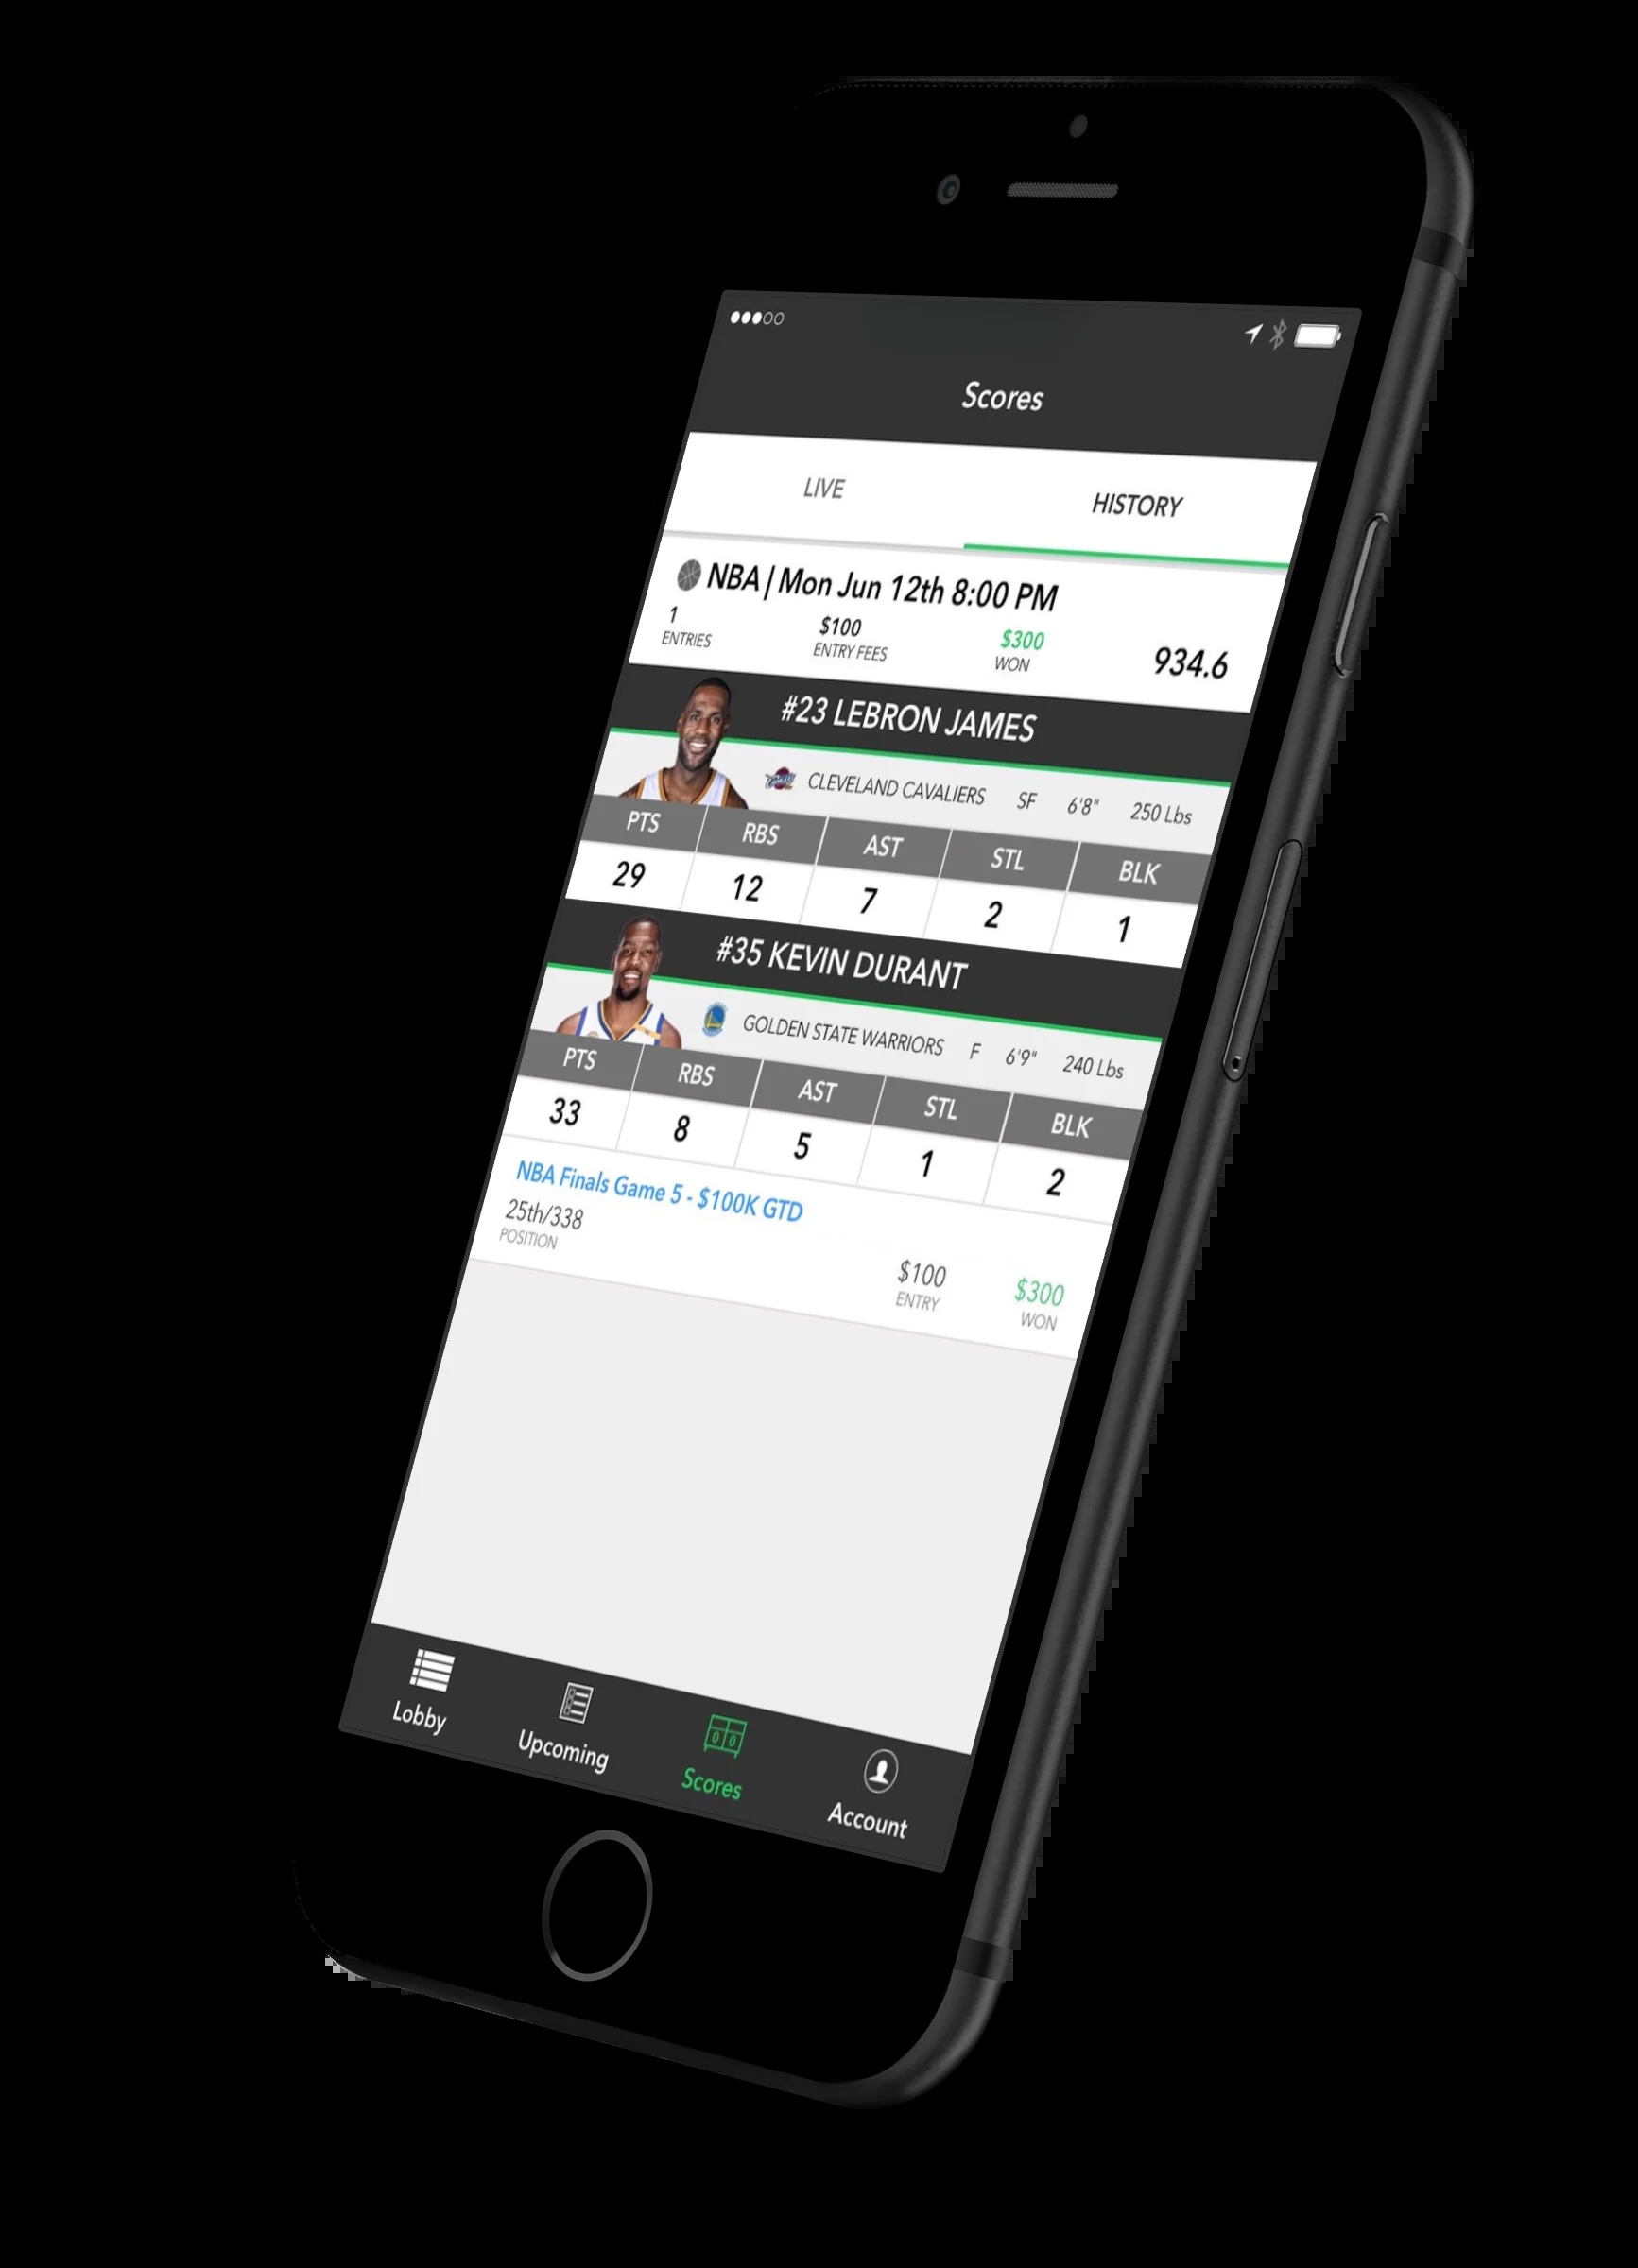 Scores
LIVE HISTORY
NBA | Mon Jun 12th 8:00 PM
1 $100 $300 934.6
ENTRIES ENTRY FEES WON
#23 LEBRON JAMES
CLEVELAND CAVALIERS SF 6'8" 250 Lbs
PTS RBS AST STL BLK
29 12 7 2 1
#35 KEVIN DURANT
GOLDEN STATE WARRIORS F 6'9" 240 Lbs
PTS RBS AST STL BLK
33 8 5 1 2
NBA Finals Game 5 - $100K GTD
25th/338
POSITION
$100 $300
ENTRY WON
Lobby Upcoming Scores Account